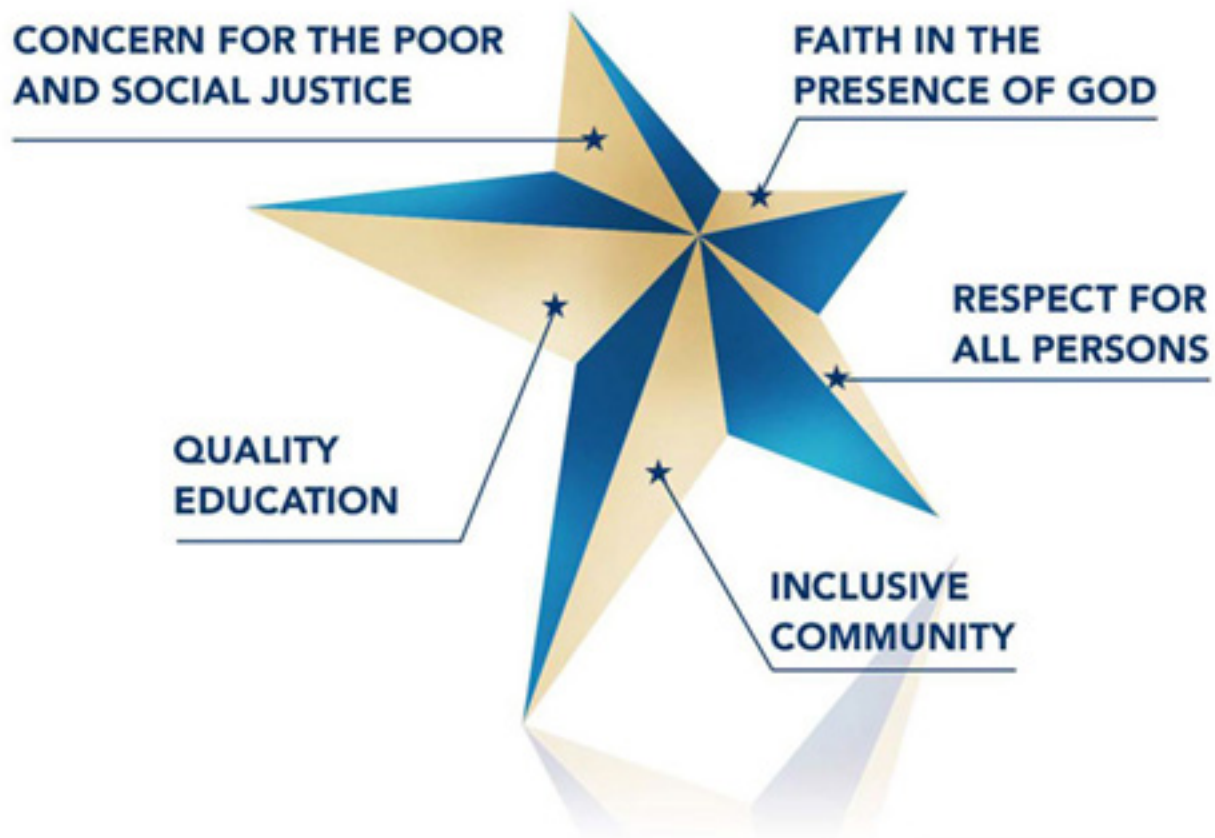 CONCERN FOR THE POOR
AND SOCIAL JUSTICE
FAITH IN THE
PRESENCE OF GOD
RESPECT FOR
ALL PERSONS
QUALITY
EDUCATION
INCLUSIVE
COMMUNITY